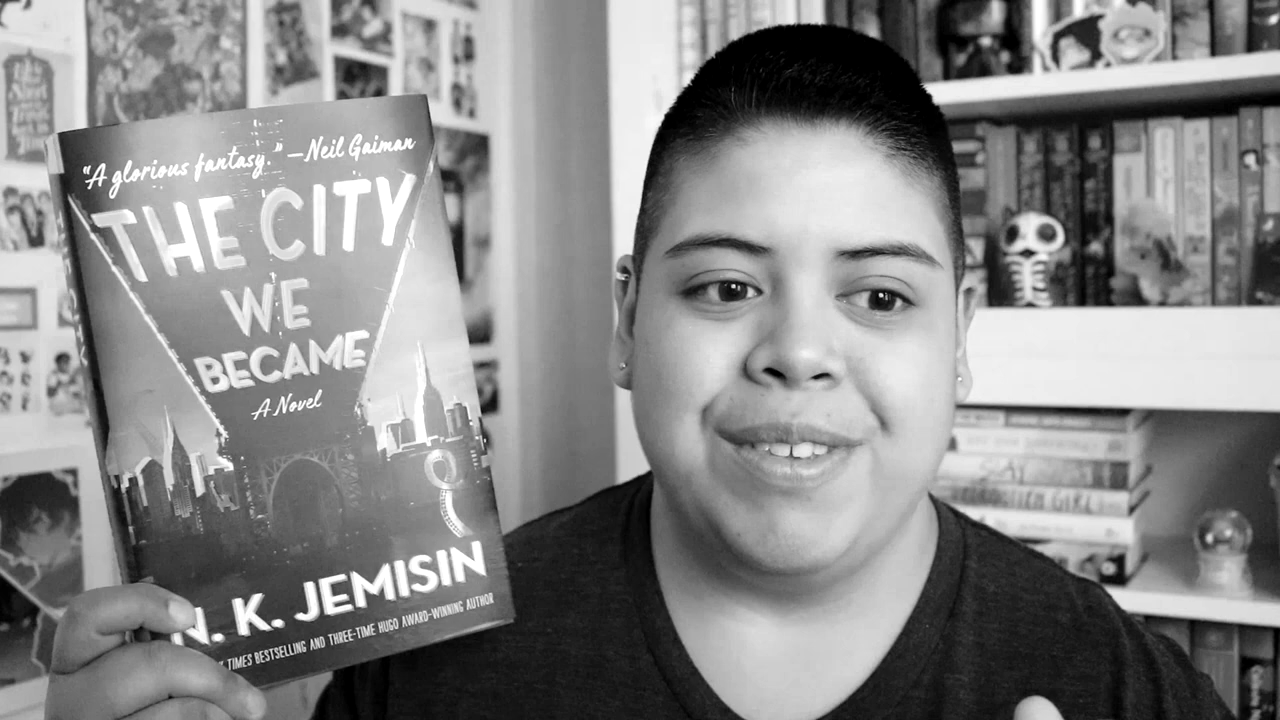 "A glorious fantasy." —Neil Gaiman
THE CITY
WE
BECAME
A Novel
N. K. JEMISIN
TIMES BESTSELLING AND THREE-TIME HUGO AWARD-WINNING AUTHOR
GIRL